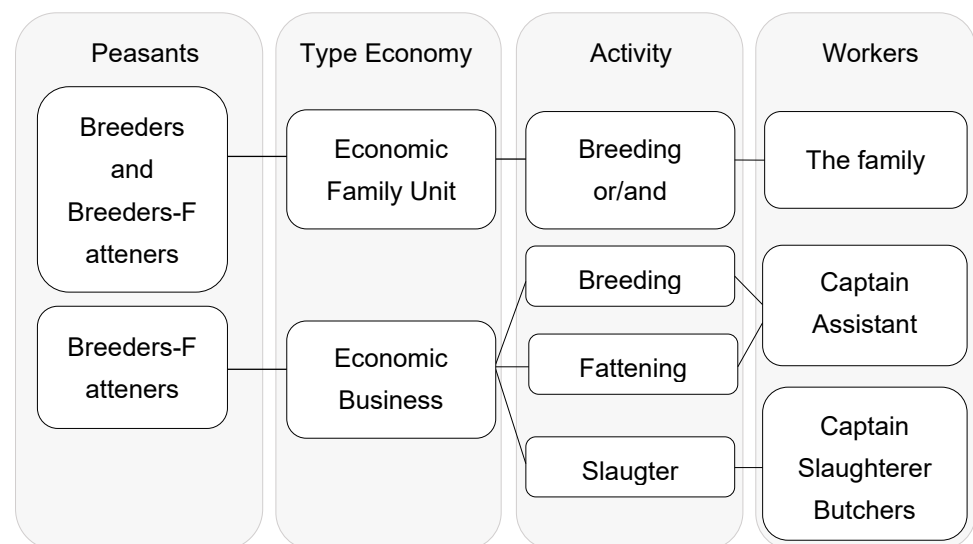 Peasants
Breeders
and
Breeders-F
atteners
Breeders-F
atteners
Type Economy
Economic
Family Unit
Economic
Business
Activity
Breeding
or/and
Breeding
Fattening
Slaugter
Workers
The family
Captain
Assistant
Captain
Slaughterer
Butchers